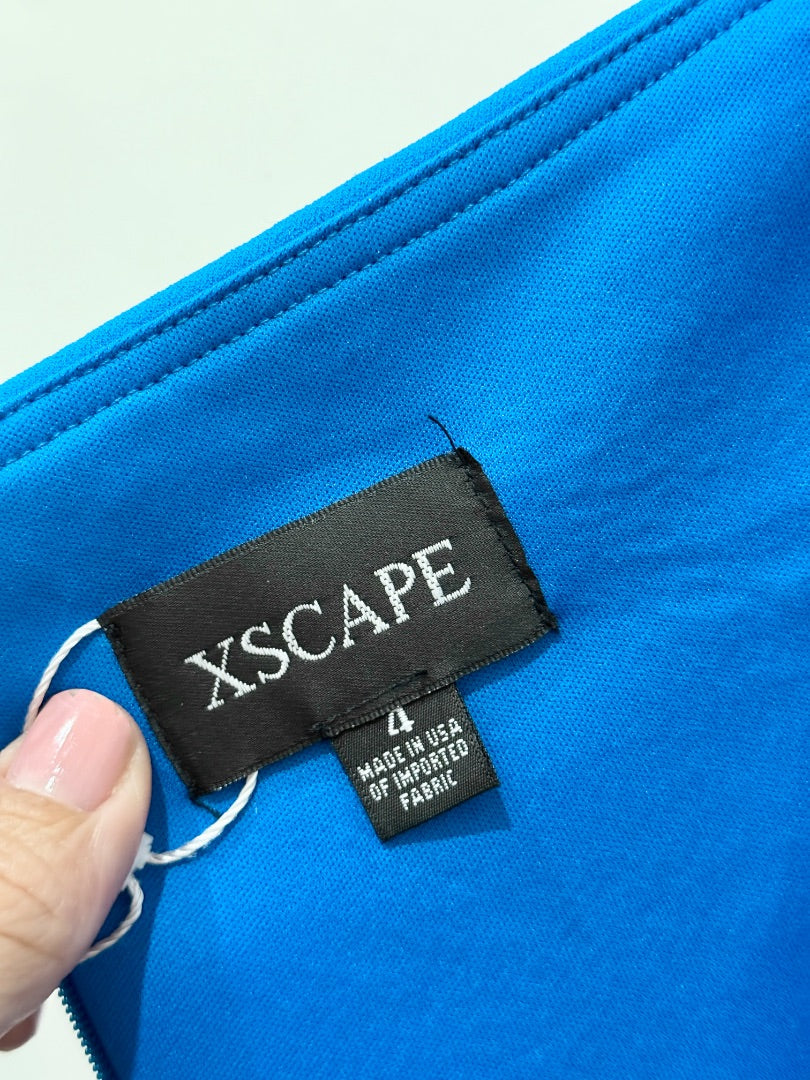 XSCAPE
4
MADE IN USA
OF IMPORTED
FABRIC